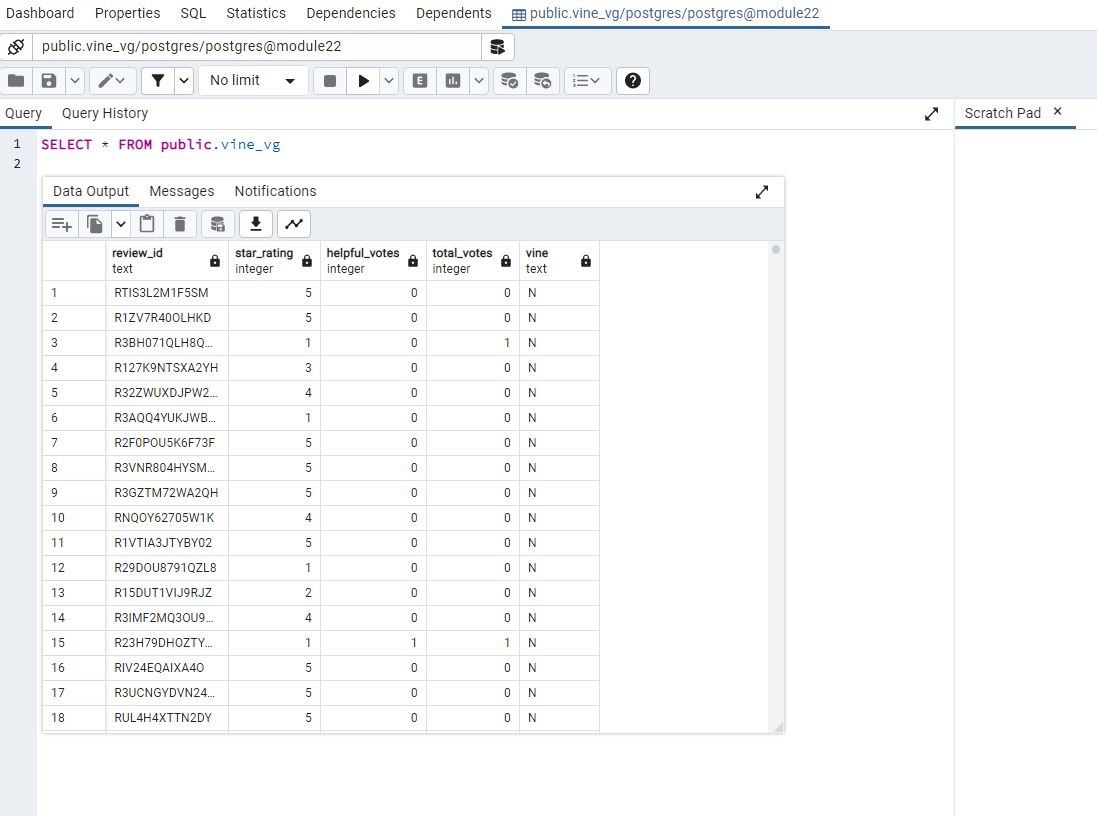 Dashboard Properties SQL Statistics Dependencies Dependents public.vine_vg/postgres/postgres@module22
public.vine_vg/postgres/postgres@module22
No limit E
Query Query History Scratch Pad
1 SELECT * FROM public.vine_vg
2
Data Output Messages Notifications
review_id star_rating helpful_votes total_votes vine
text integer integer integer text
1 RTIS3L2M1F5SM 5 0 0 N
2 R1ZV7R40OLHKD 5 0 0 N
3 R3BH071QLH8Q... 1 0 1 N
4 R127K9NTSXA2YH 3 0 0 N
5 R32ZWUXDJPW2... 4 0 0 N
6 R3AQQ4YUKJWB... 1 0 0 N
7 R2F0POU5K6F73F 5 0 0 N
8 R3VNR804HYSM... 5 0 0 N
9 R3GZTM72WA2QH 5 0 0 N
10 RNQOY62705W1K 4 0 0 N
11 R1VTIA3JTYBY02 5 0 0 N
12 R29DOU8791QZL8 1 0 0 N
13 R15DUT1VIJ9RJZ 2 0 0 N
14 R3IMF2MQ3OU9... 4 0 0 N
15 R23H79DHOZTY... 1 1 1 N
16 RIV24EQAIXA4O 5 0 0 N
17 R3UCNGYDVN24... 5 0 0 N
18 RUL4H4XTTN2DY 5 0 0 N